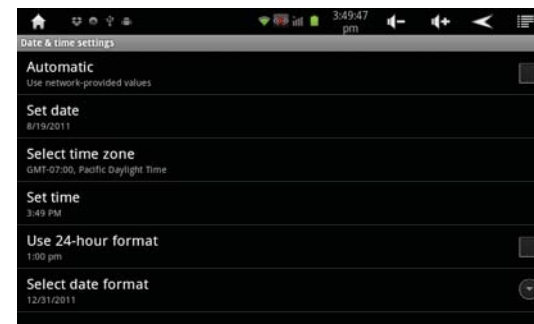 3:49:47
pm
Date & time settings
Automatic
Use network-provided values
Set date
8/19/2011
Select time zone
GMT-07:00, Pacific Daylight Time
Set time
3:49 PM
Use 24-hour format
1:00 pm
Select date format
12/31/2011